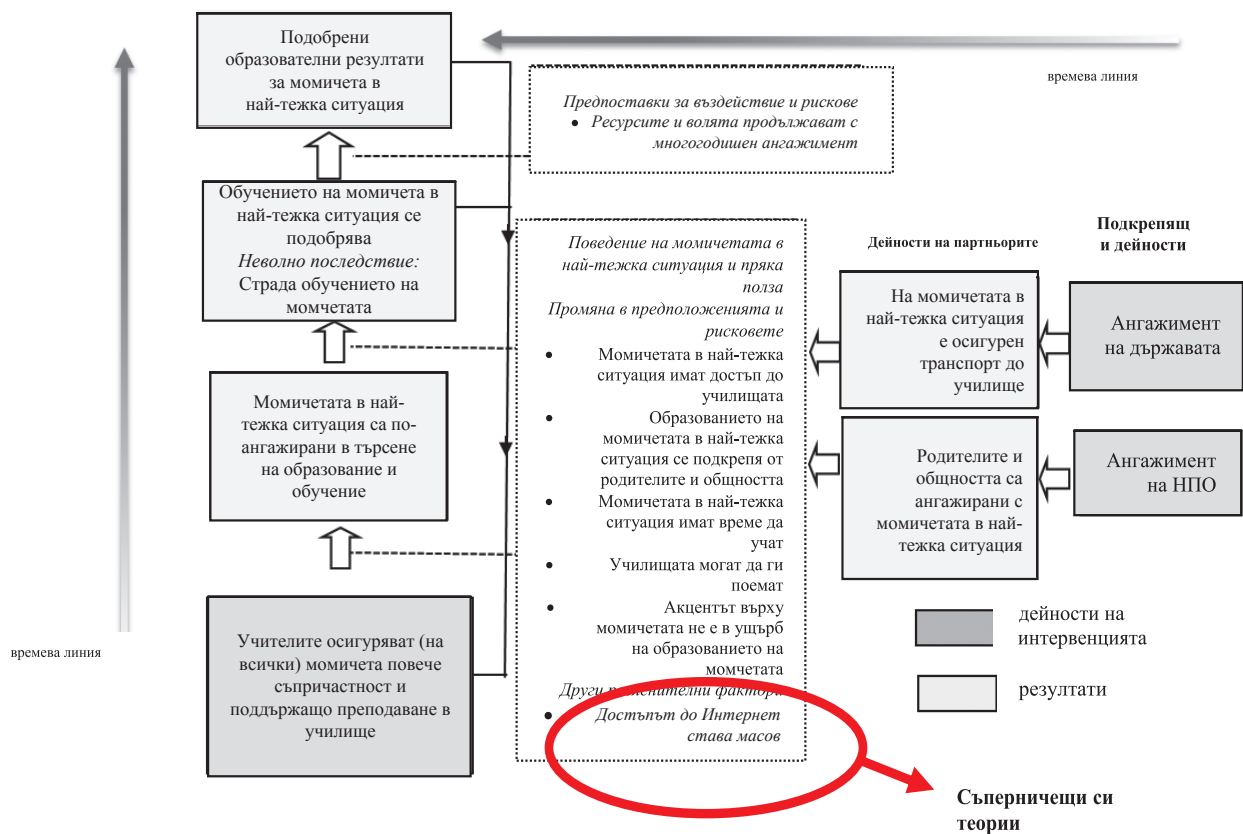 Подобрени
образователни резултати
за момичета в
най-тежка ситуация
времева линия
Предпоставки за въздействие и рискове
• Ресурсите и волята продължават с
многогодишен ангажимент
Обучението на момичета в
най-тежка ситуация се
подобрява
Неволно последствие:
Страда обучението на
момчетата
Момичетата в най-
тежка ситуация са по-
ангажирани в търсене
на образование и
обучение
Учителите осигуряват (на
всички) момичета повече
съпричастност и
поддържащо преподаване в
училище
времева линия
Поведение на момичетата в
най-тежка ситуация и пряка
полза
Промяна в предположенията и
рисковете
• Момичетата в най-тежка
ситуация имат достъп до
училищата
• Образованието на
момичетата в най-тежка
ситуация се подкрепя от
родителите и общността
• Момичетата в най-тежка
ситуация имат време да
учат
• Училищата могат да ги
поемат
• Акцентът върху
момичетата не е в ущърб
на образованието на
момчетата
Други фактори
• Достъпът до Интернет
става масов
Дейности на партньорите
На момичетата в
най-тежка ситуация
е осигурен
транспорт до
училище
Родителите и
общността са
ангажирани с
момичетата в най-
тежка ситуация
Подкрепящ
и дейности
Ангажимент
на държавата
Ангажимент
на НПО
дейности на
интервенцията
резултати
Съперничещи си
теории